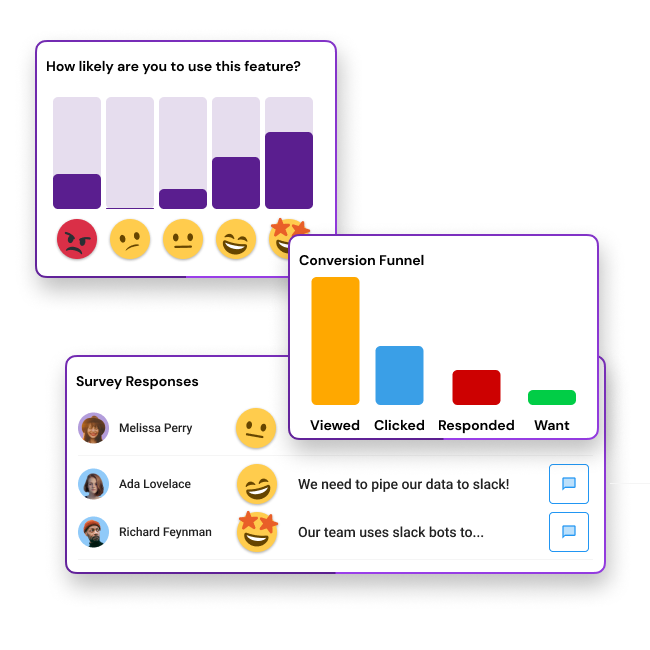 How likely are you to use this feature?
Conversion Funnel
Viewed Clicked Responded Want
Survey Responses
Melissa Perry
Ada Lovelace We need to pipe our data to slack!
Richard Feynman Our team uses slack bots to...